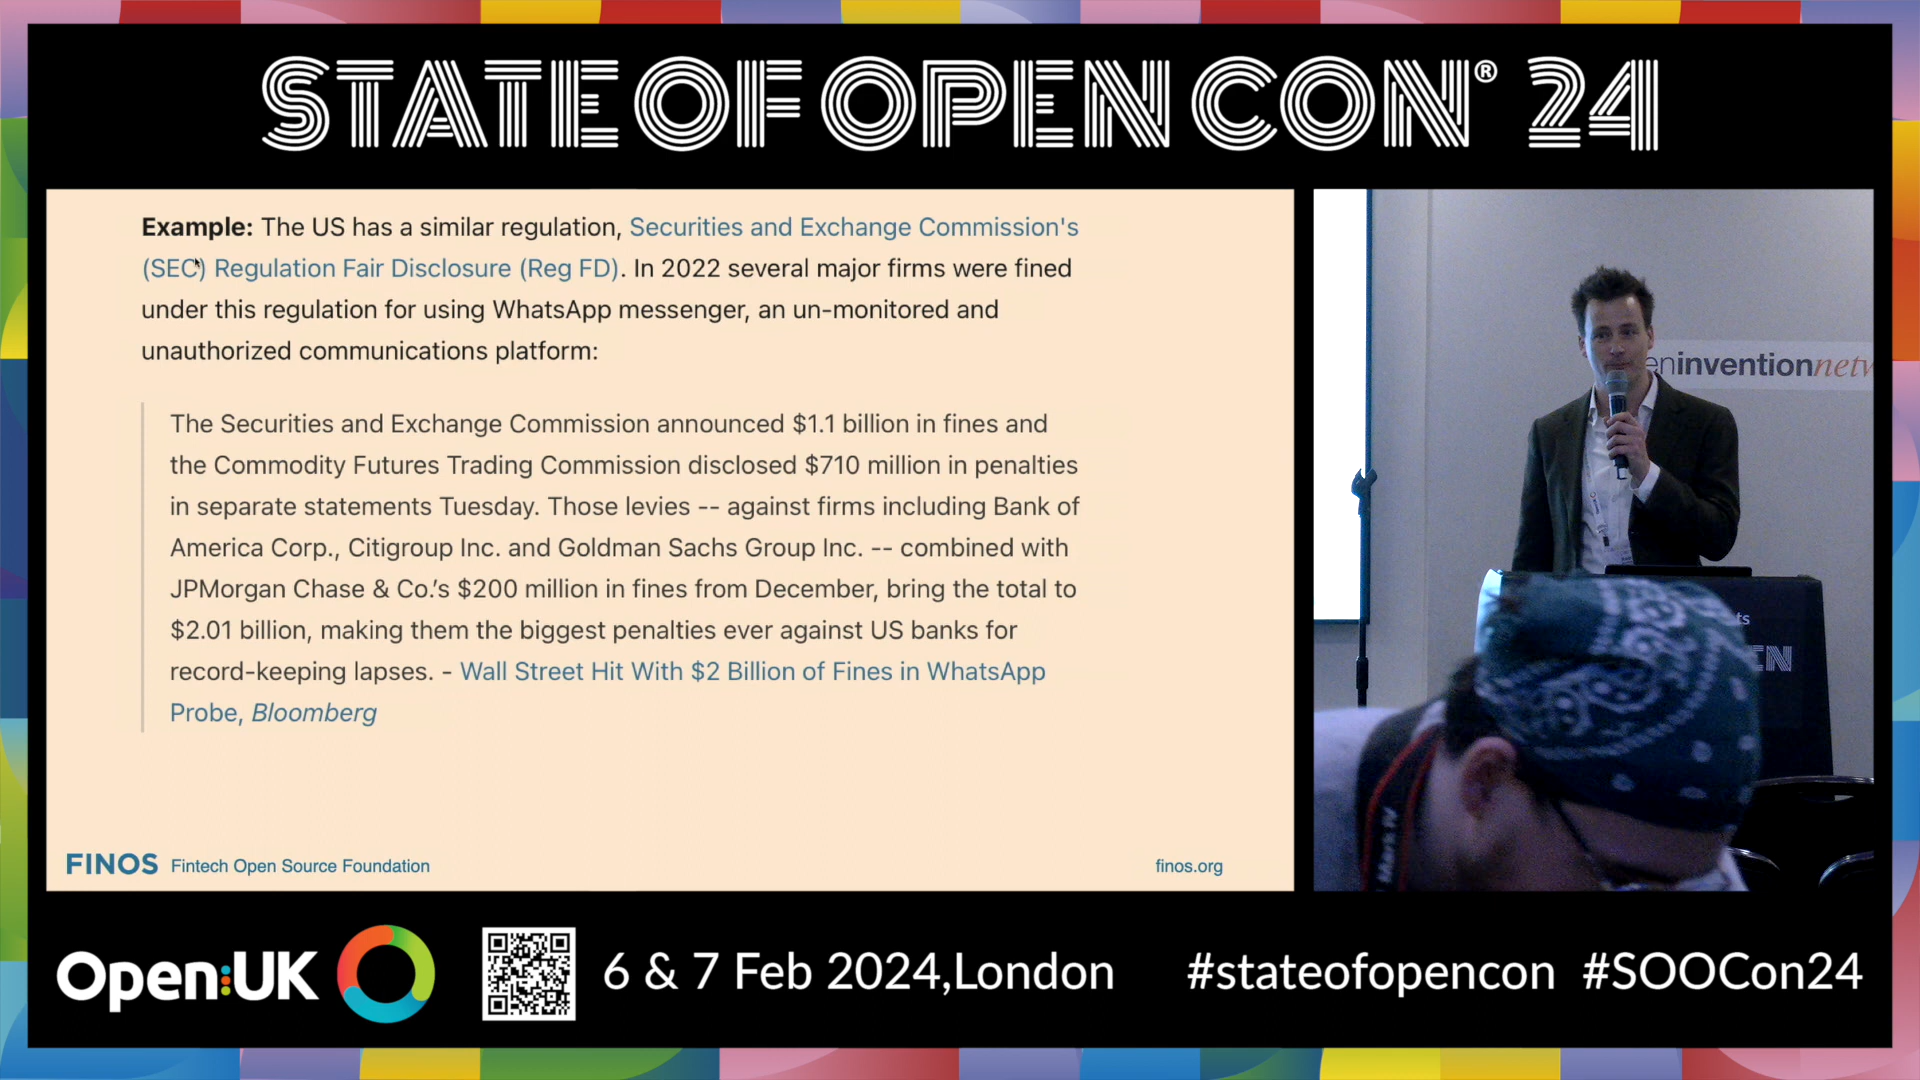 STATE OF OPEN CON® 24
Example: The US has a similar regulation, Securities and Exchange Commission's
(SEC) Regulation Fair Disclosure (Reg FD). In 2022 several major firms were fined
under this regulation for using WhatsApp messenger, an un-monitored and
unauthorized communications platform:
The Securities and Exchange Commission announced $1.1 billion in fines and
the Commodity Futures Trading Commission disclosed $710 million in penalties
in separate statements Tuesday. Those levies -- against firms including Bank of
America Corp., Citigroup Inc. and Goldman Sachs Group Inc. -- combined with
JPMorgan Chase & Co.'s $200 million in fines from December, bring the total to
$2.01 billion, making them the biggest penalties ever against US banks for
record-keeping lapses. - Wall Street Hit With $2 Billion of Fines in WhatsApp
Probe, Bloomberg
FINOS Fintech Open Source Foundation
finos.org
eninventionnetw
ts
EN
Mark IV
Open:UK
6 & 7 Feb 2024,London
#stateofopencon #SOOCon24